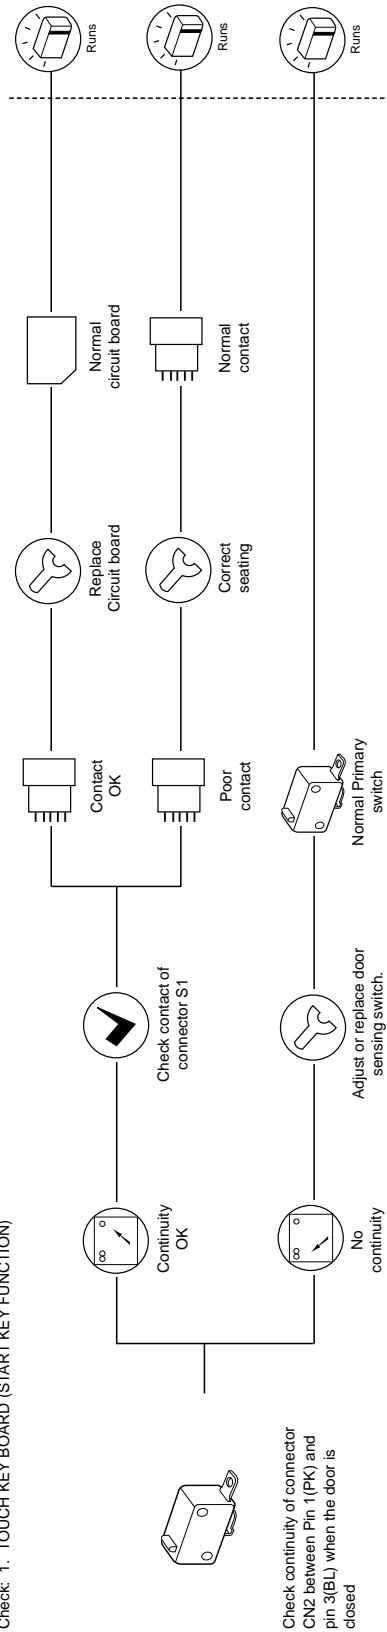 Check: 1. TOUCH KEY BOARD (START KEY FUNCTION)
Check continuity of connector
CN2 between Pin 1(PK) and
pin 3(BL) when the door is
closed
Continuity
OK
Check contact of
connector S1
Contact
OK
Replace
Circuit board
Normal
circuit board
Runs
Poor
contact
Correct
seating
Normal
contact
Runs
No
continuity
Adjust or replace door
sensing switch.
Normal Primary
switch
Runs